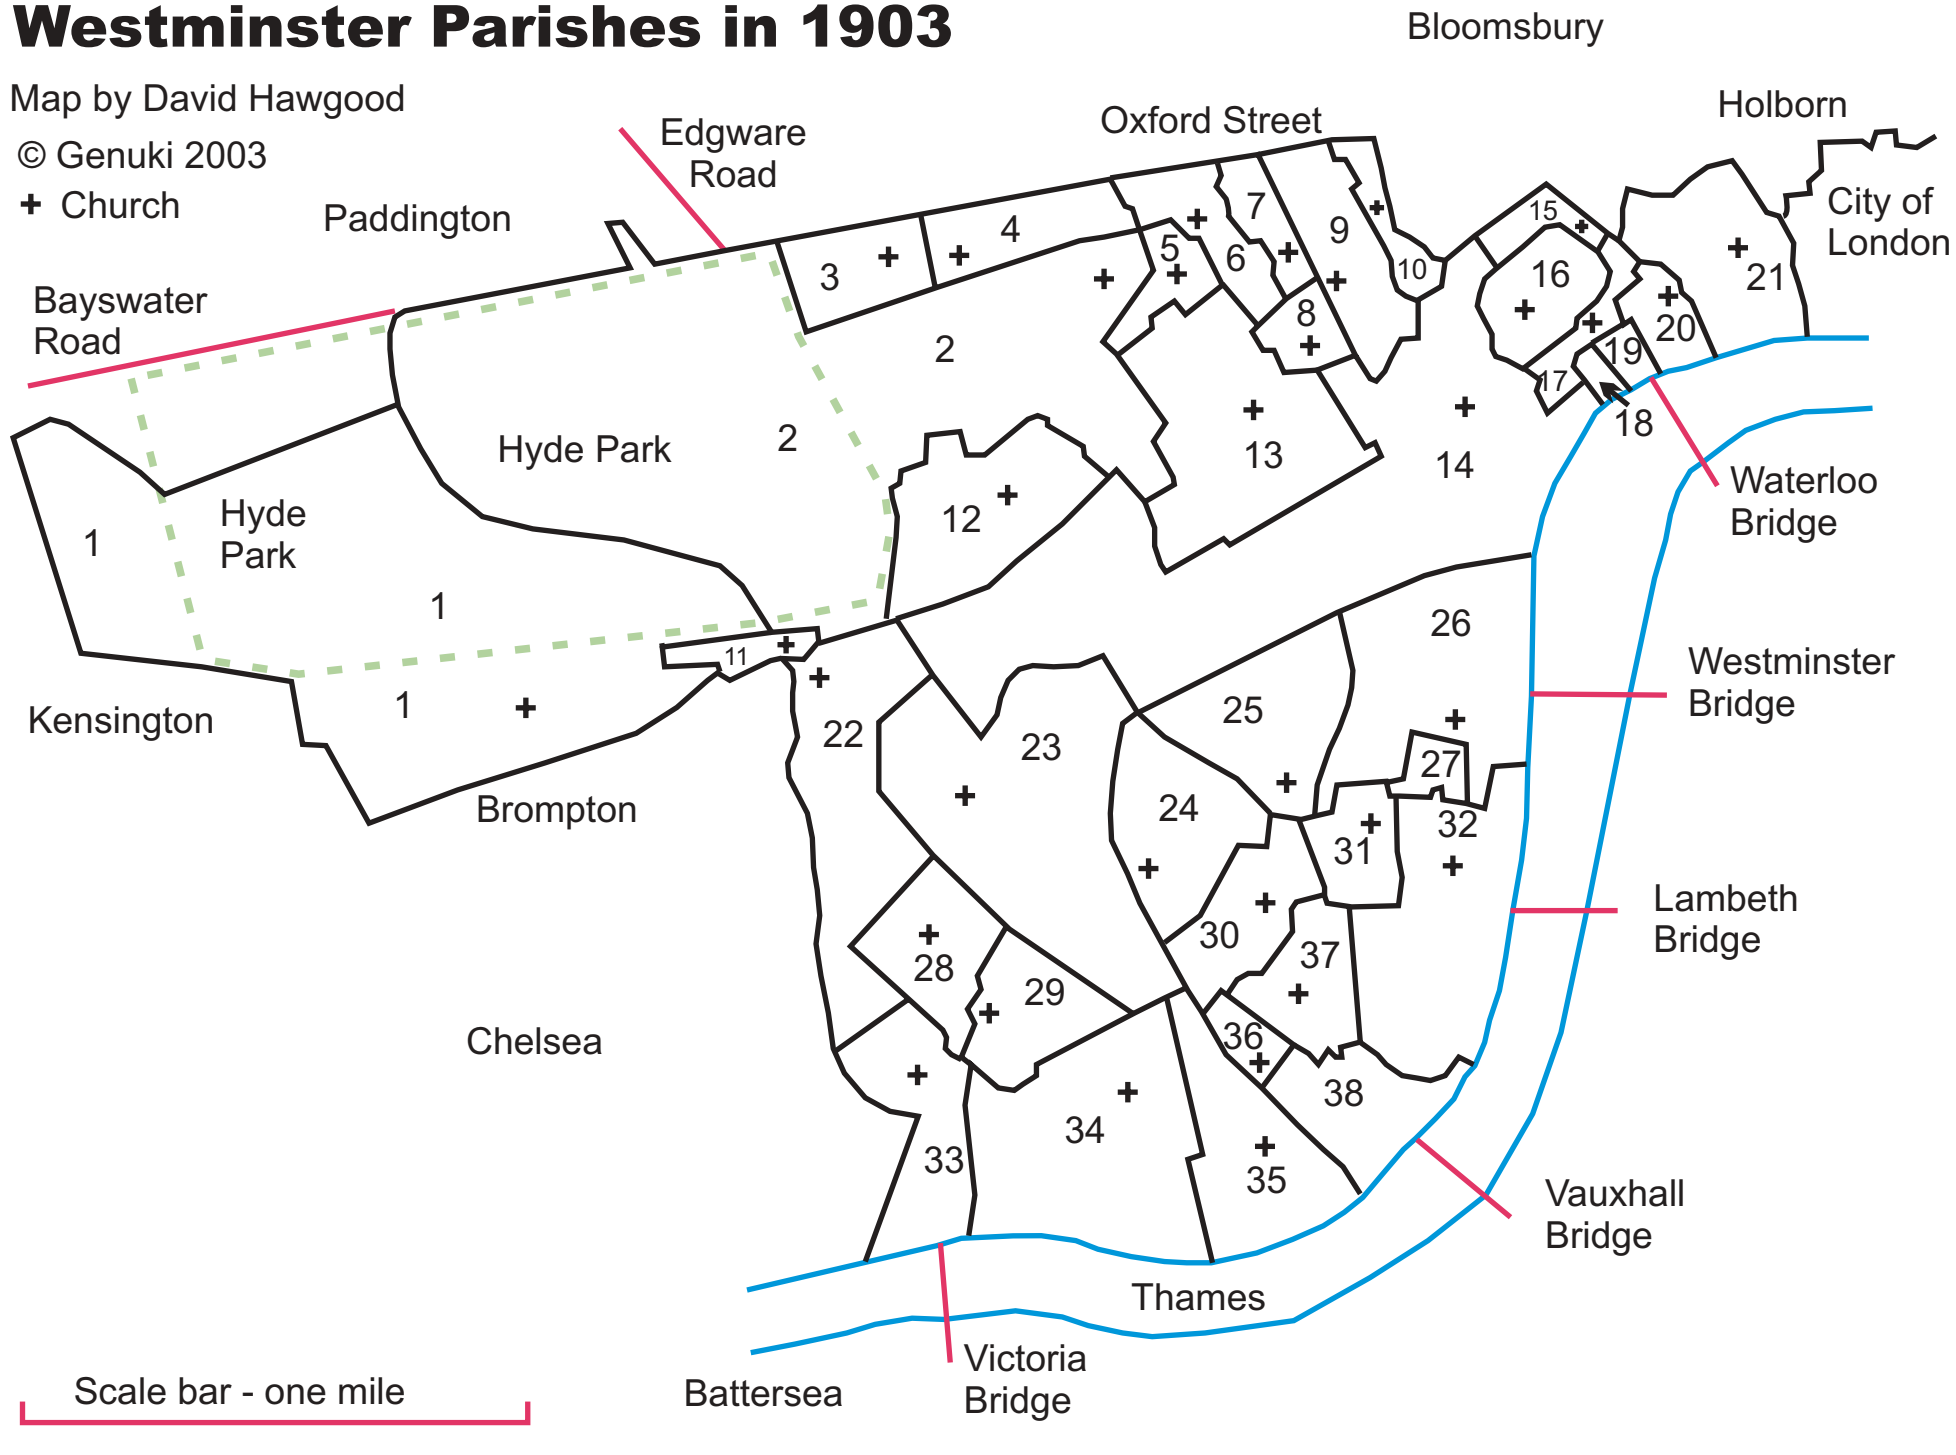 Westminster Parishes in 1903
Map by David Hawgood
© Genuki 2003
+ Church
Bloomsbury
Holborn
Oxford Street
Edgware
Road
Paddington
City of
London
Bayswater
Road
3
4
5
6
7
8
9
10
15
16
17
18
19
20
21
2
Hyde Park
2
Hyde
Park
1
1
1
11
12
13
14
Waterloo
Bridge
Kensington
Brompton
22
23
24
25
26
27
Westminster
Bridge
28
29
30
31
32
Lambeth
Bridge
Chelsea
33
34
35
36
37
38
Vauxhall
Bridge
Thames
Victoria
Bridge
Battersea
Scale bar - one mile